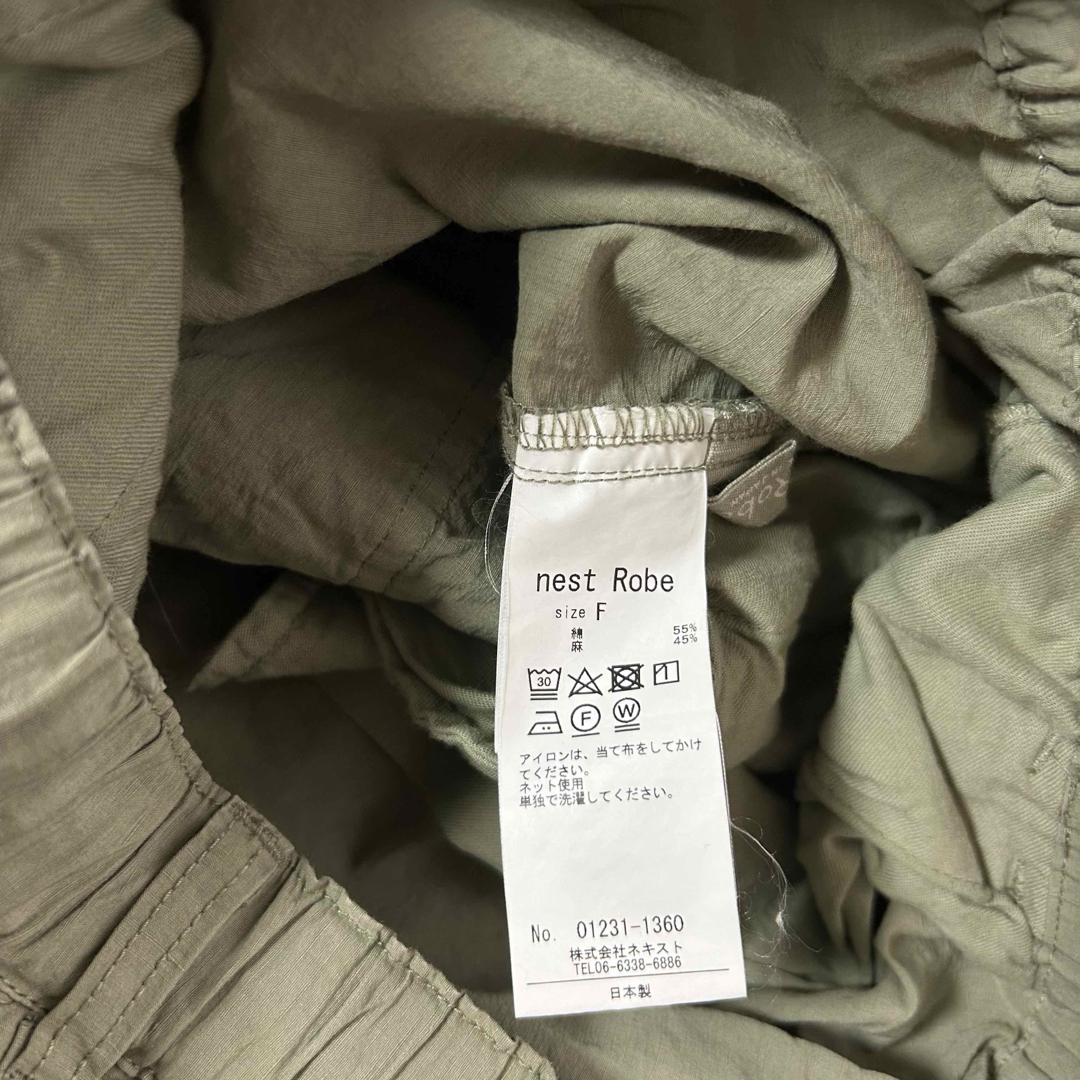 nest Robe
size F
綿 55%
麻 45%
30
F W
アイロンは、当て布をしてかけ
てください。
ネット使用
単独で洗濯してください。
No. 01231-1360
株式会社ネキスト
TEL06-6338-6886
日本製